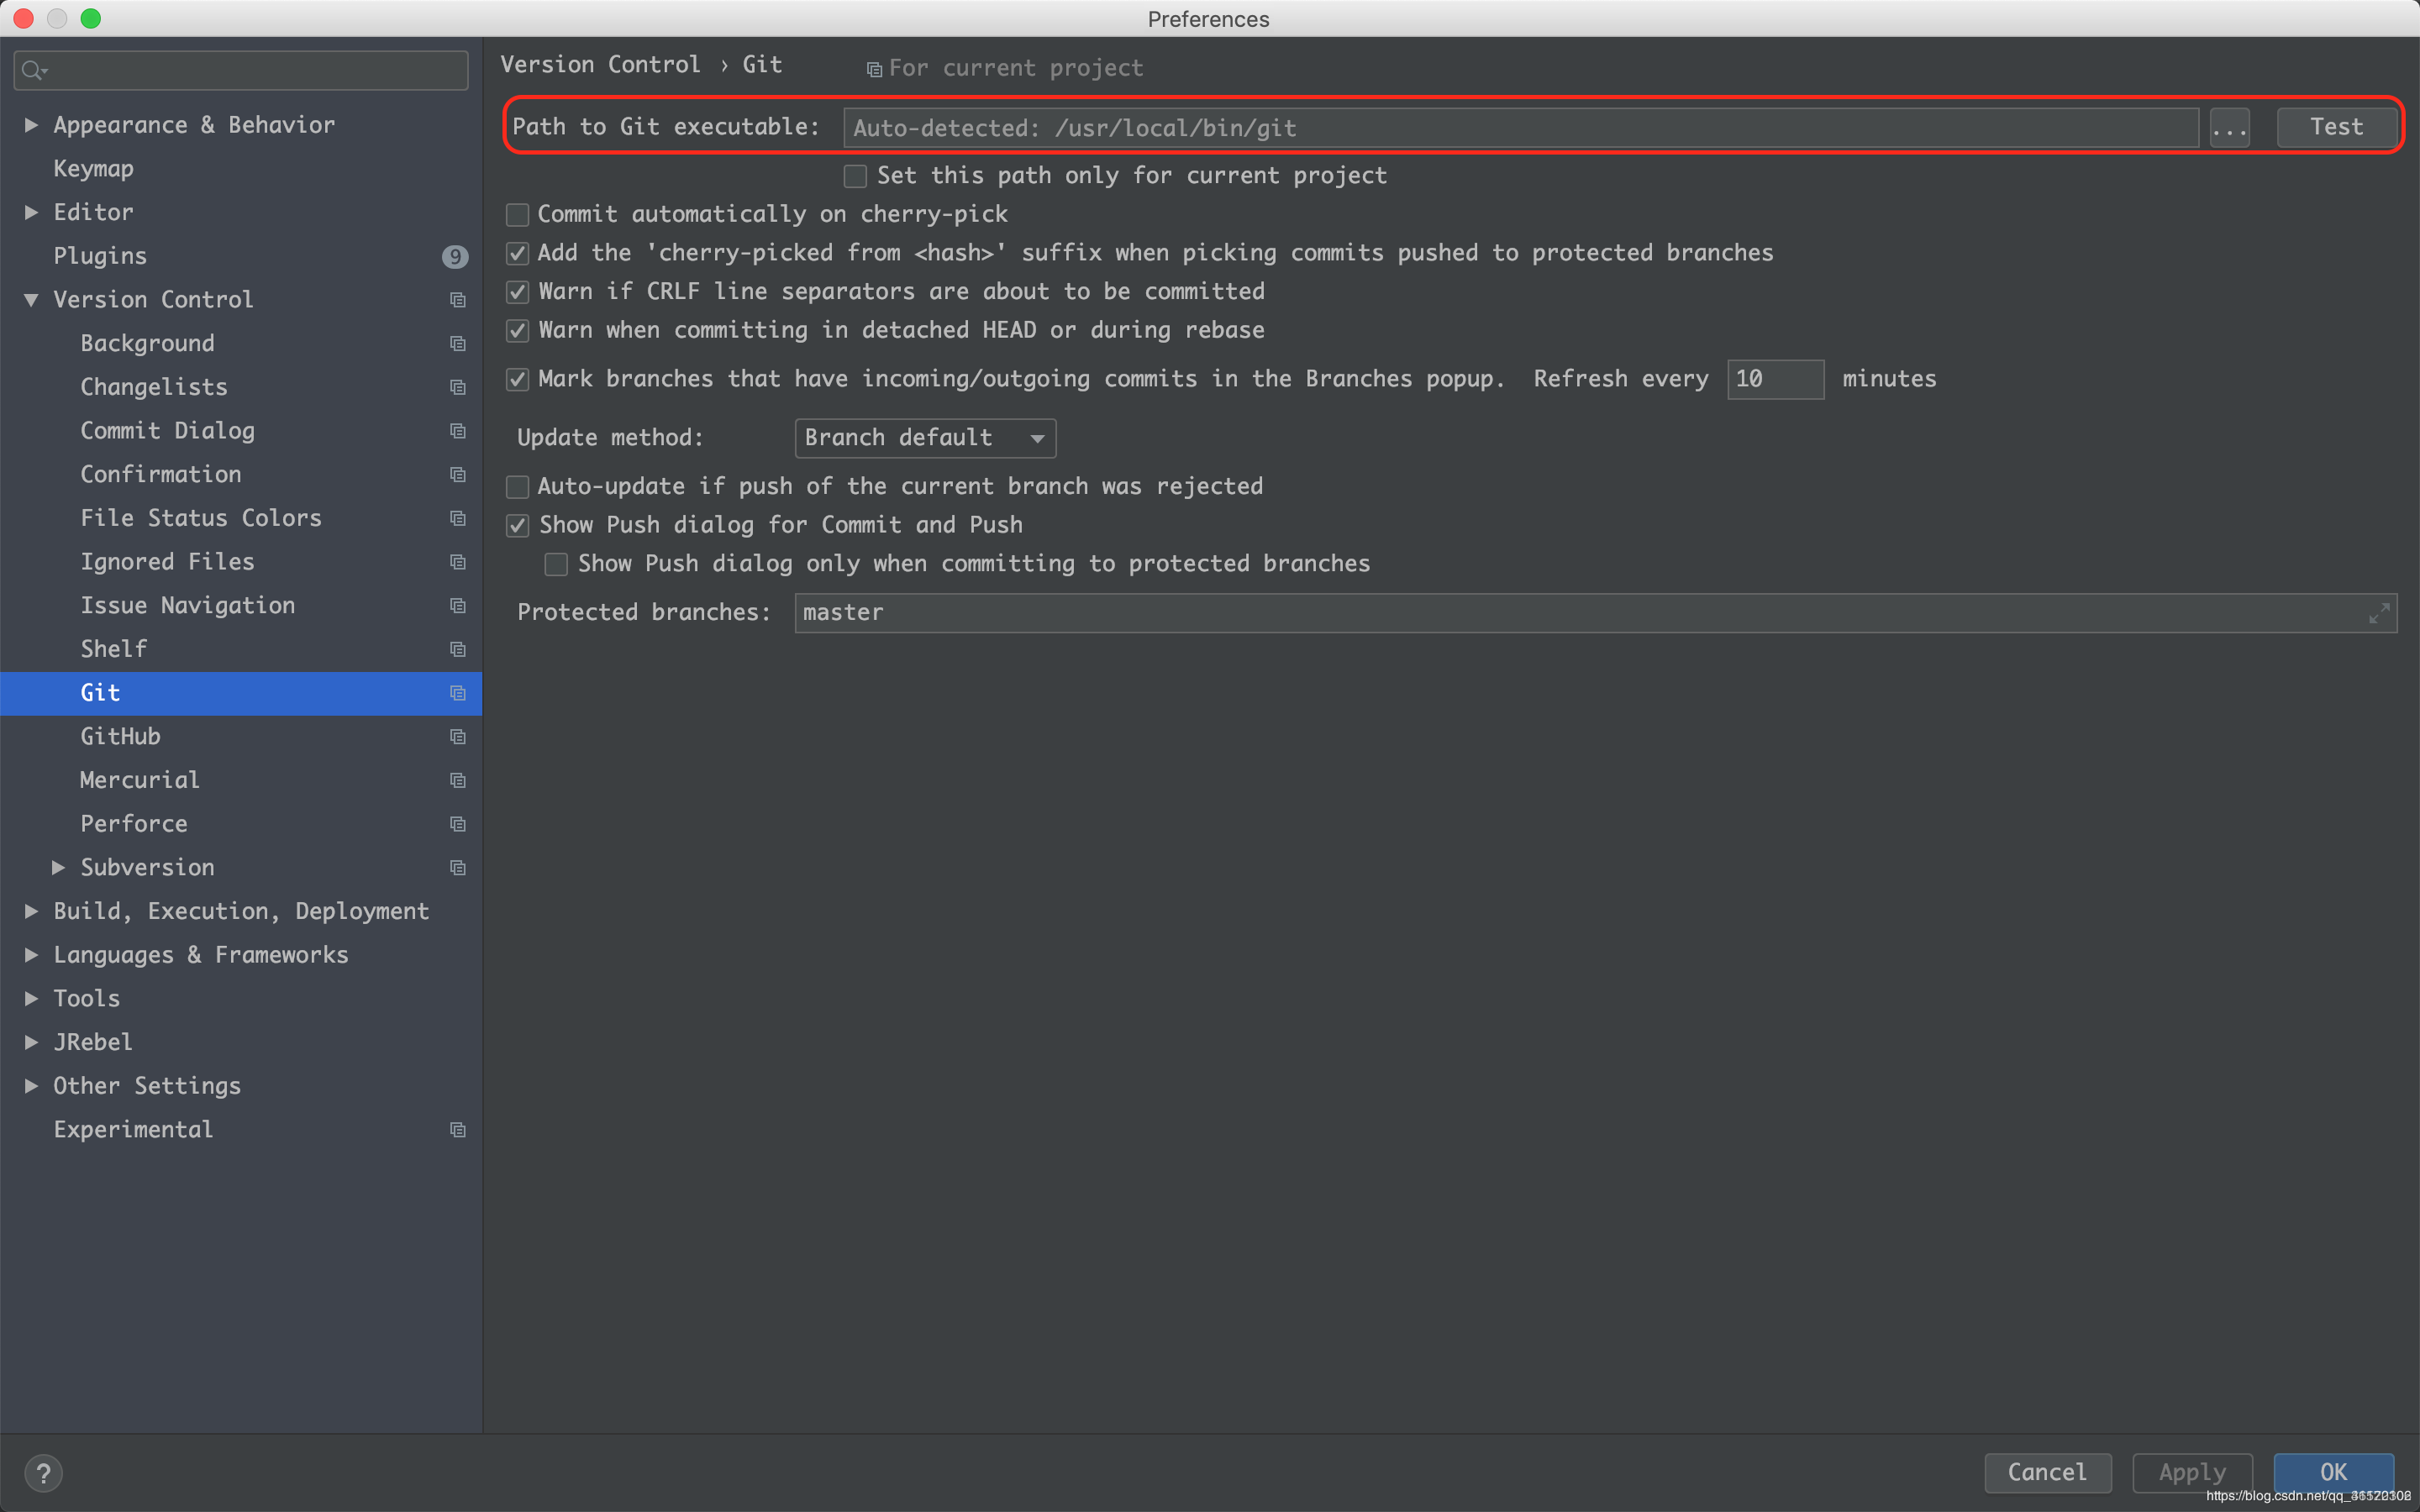 Preferences
Version Control › Git
For current project
Appearance & Behavior
Keymap
Editor
Plugins 9
Version Control
Background
Changelists
Commit Dialog
Confirmation
File Status Colors
Ignored Files
Issue Navigation
Shelf
Git
GitHub
Mercurial
Perforce
Subversion
Build, Execution, Deployment
Languages & Frameworks
Tools
JRebel
Other Settings
Experimental
Path to Git executable: Auto-detected: /usr/local/bin/git ... Test
Set this path only for current project
Commit automatically on cherry-pick
Add the 'cherry-picked from <hash>' suffix when picking commits pushed to protected branches
Warn if CRLF line separators are about to be committed
Warn when committing in detached HEAD or during rebase
Mark branches that have incoming/outgoing commits in the Branches popup. Refresh every 10 minutes
Update method: Branch default
Auto-update if push of the current branch was rejected
Show Push dialog for Commit and Push
Show Push dialog only when committing to protected branches
Protected branches: master
? Cancel Apply OK